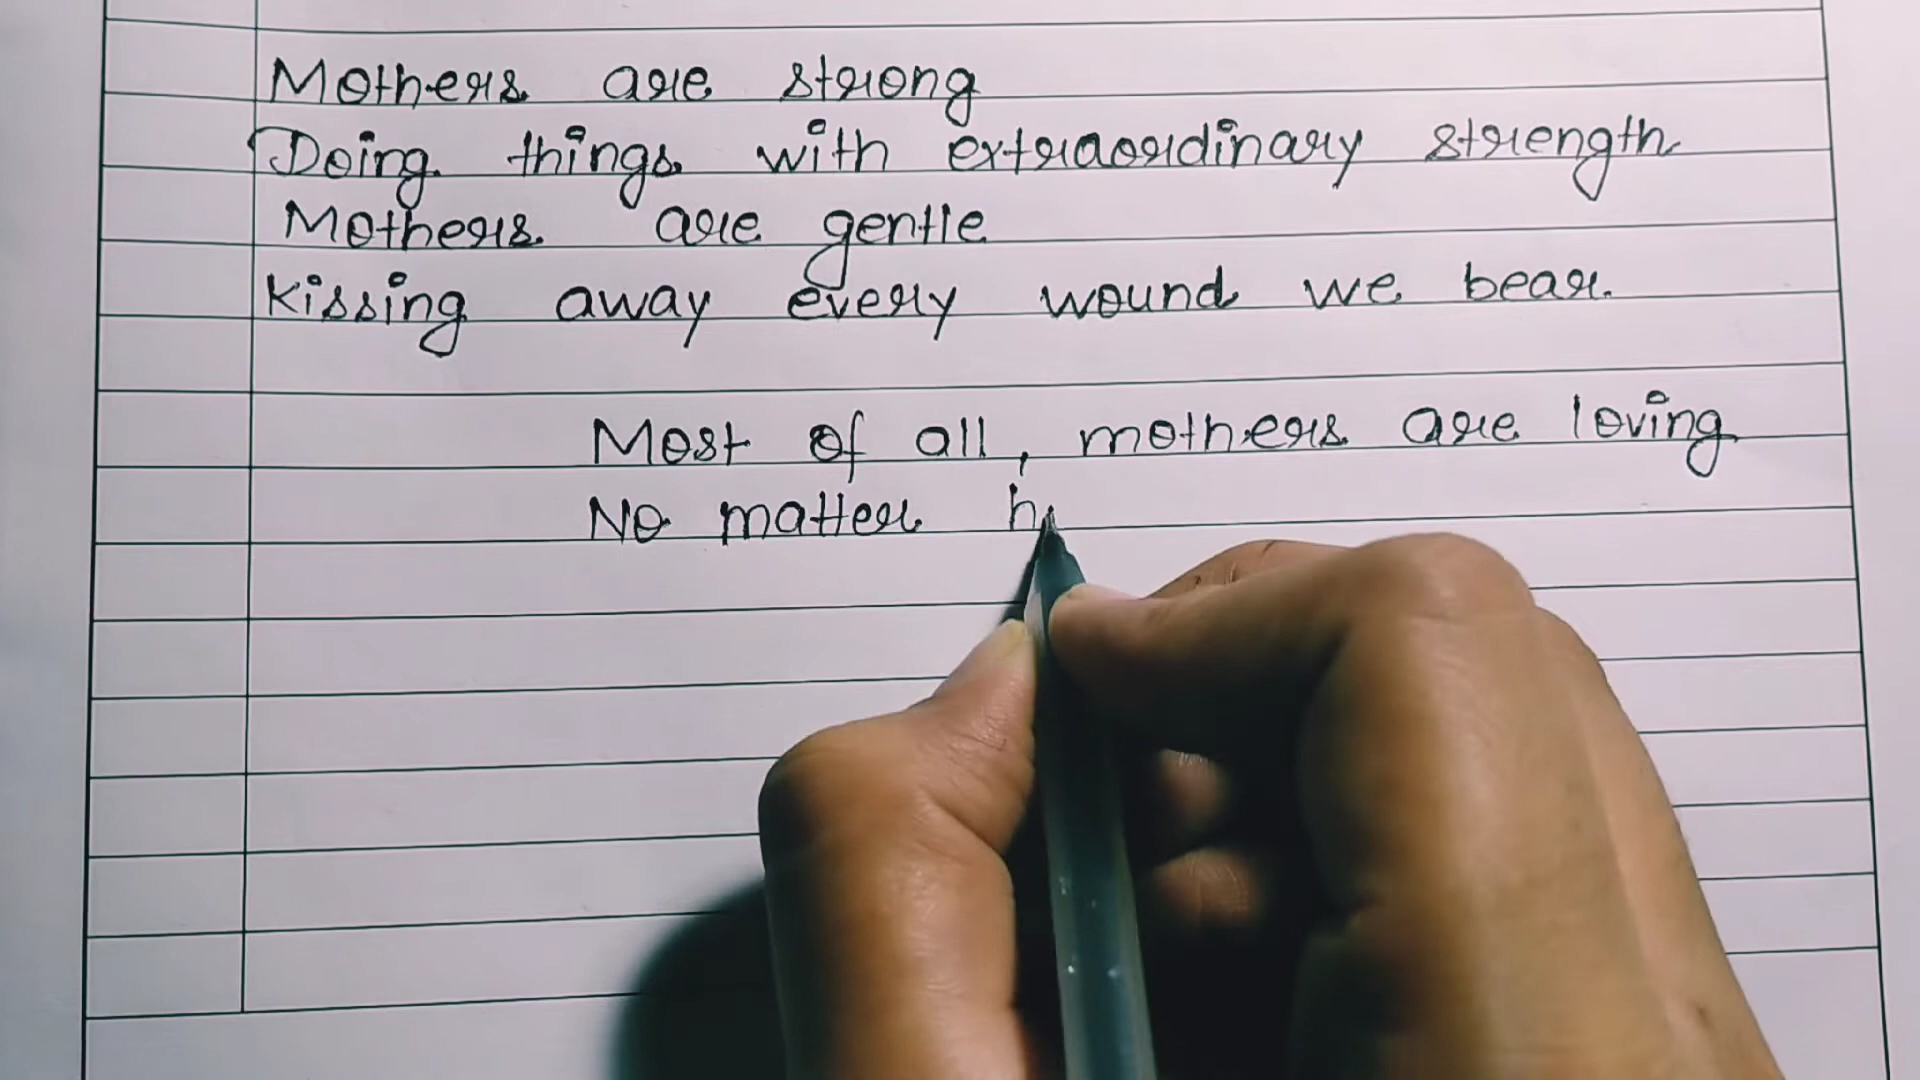 Mothers are strong
Doing things with extraordinary strength
Mothers are gentle
Kissing away every wound we bear.
Most of all, mothers are loving
No matter h